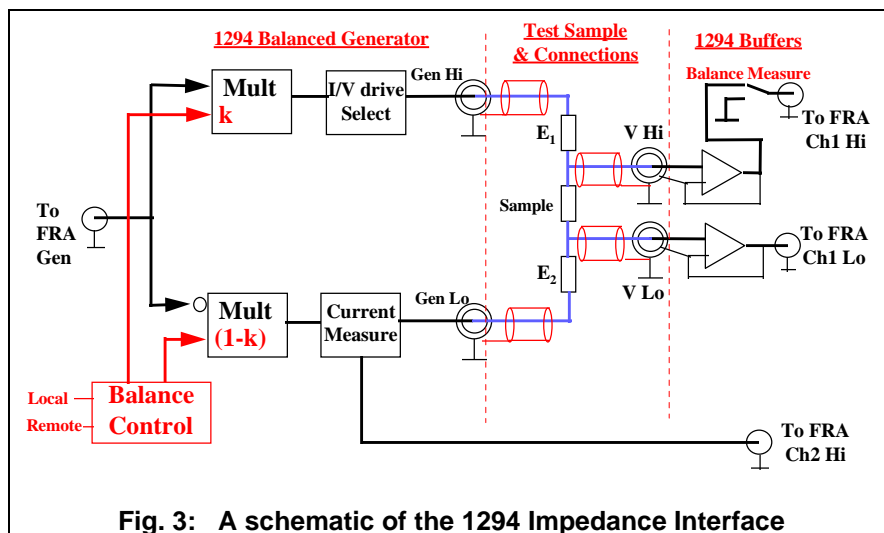 1294 Balanced Generator
Test Sample
& Connections
1294 Buffers
Balance Measure
Mult
k
I/V drive
Select
Gen Hi
To FRA
Ch1 Hi
E1
V Hi
Sample
To
FRA
Gen
To FRA
Ch1 Lo
E2
V Lo
Mult
(1-k)
Current
Measure
Gen Lo
Local
Remote
Balance
Control
To FRA
Ch2 Hi
Fig. 3: A schematic of the 1294 Impedance Interface